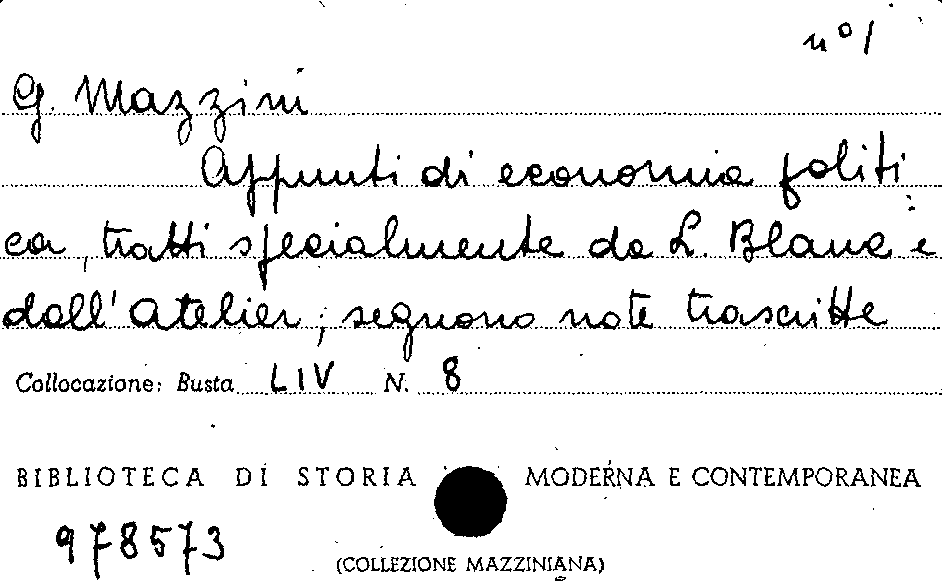 n° 1
G. Mazzini
Appunti di economia politi
ca, tratti specialmente da L. Blanc e
dall'Atelier; seguono note trascritte
Collocazione: Busta LIV N. 8
BIBLIOTECA DI STORIA MODERNA E CONTEMPORANEA
978573
(COLLEZIONE MAZZINIANA)